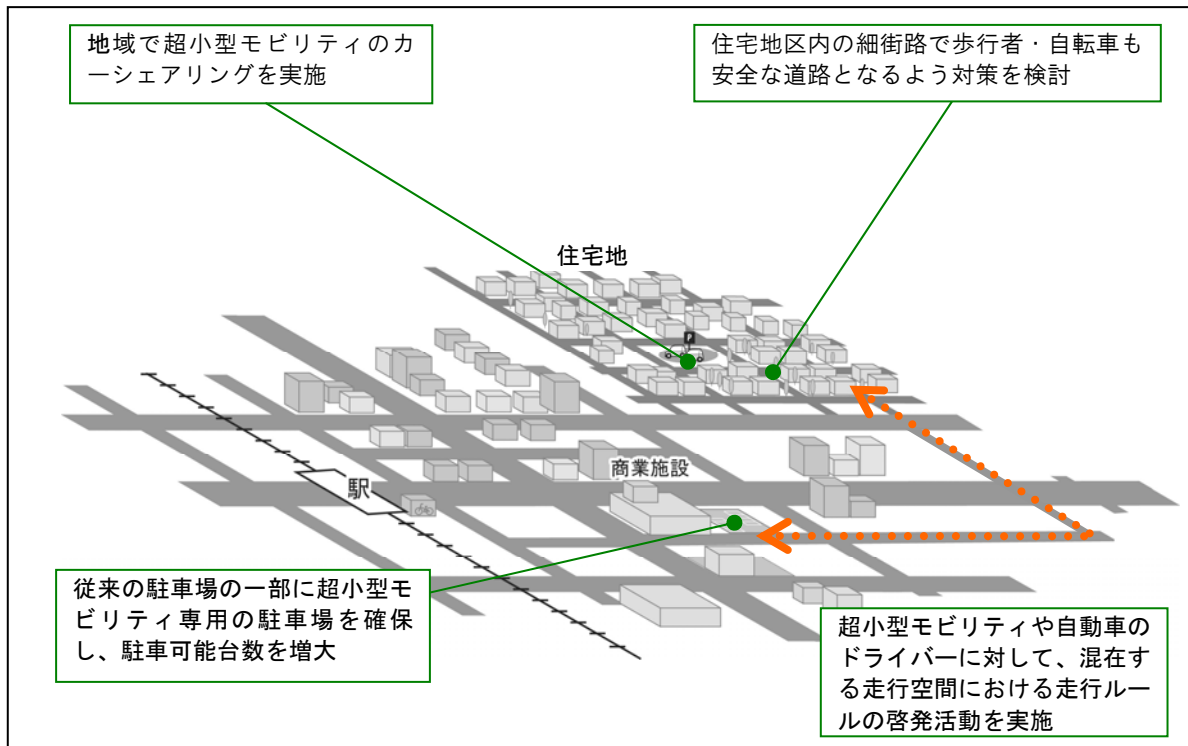 地域で超小型モビリティのカ
ーシェアリングを実施
住宅地区内の細街路で歩行者・自転車も
安全な道路となるよう対策を検討
住宅地
P
商業施設
駅
従来の駐車場の一部に超小型モ
ビリティ専用の駐車場を確保
し、駐車可能台数を増大
超小型モビリティや自動車の
ドライバーに対して、混在す
る走行空間における走行ルー
ルの啓発活動を実施